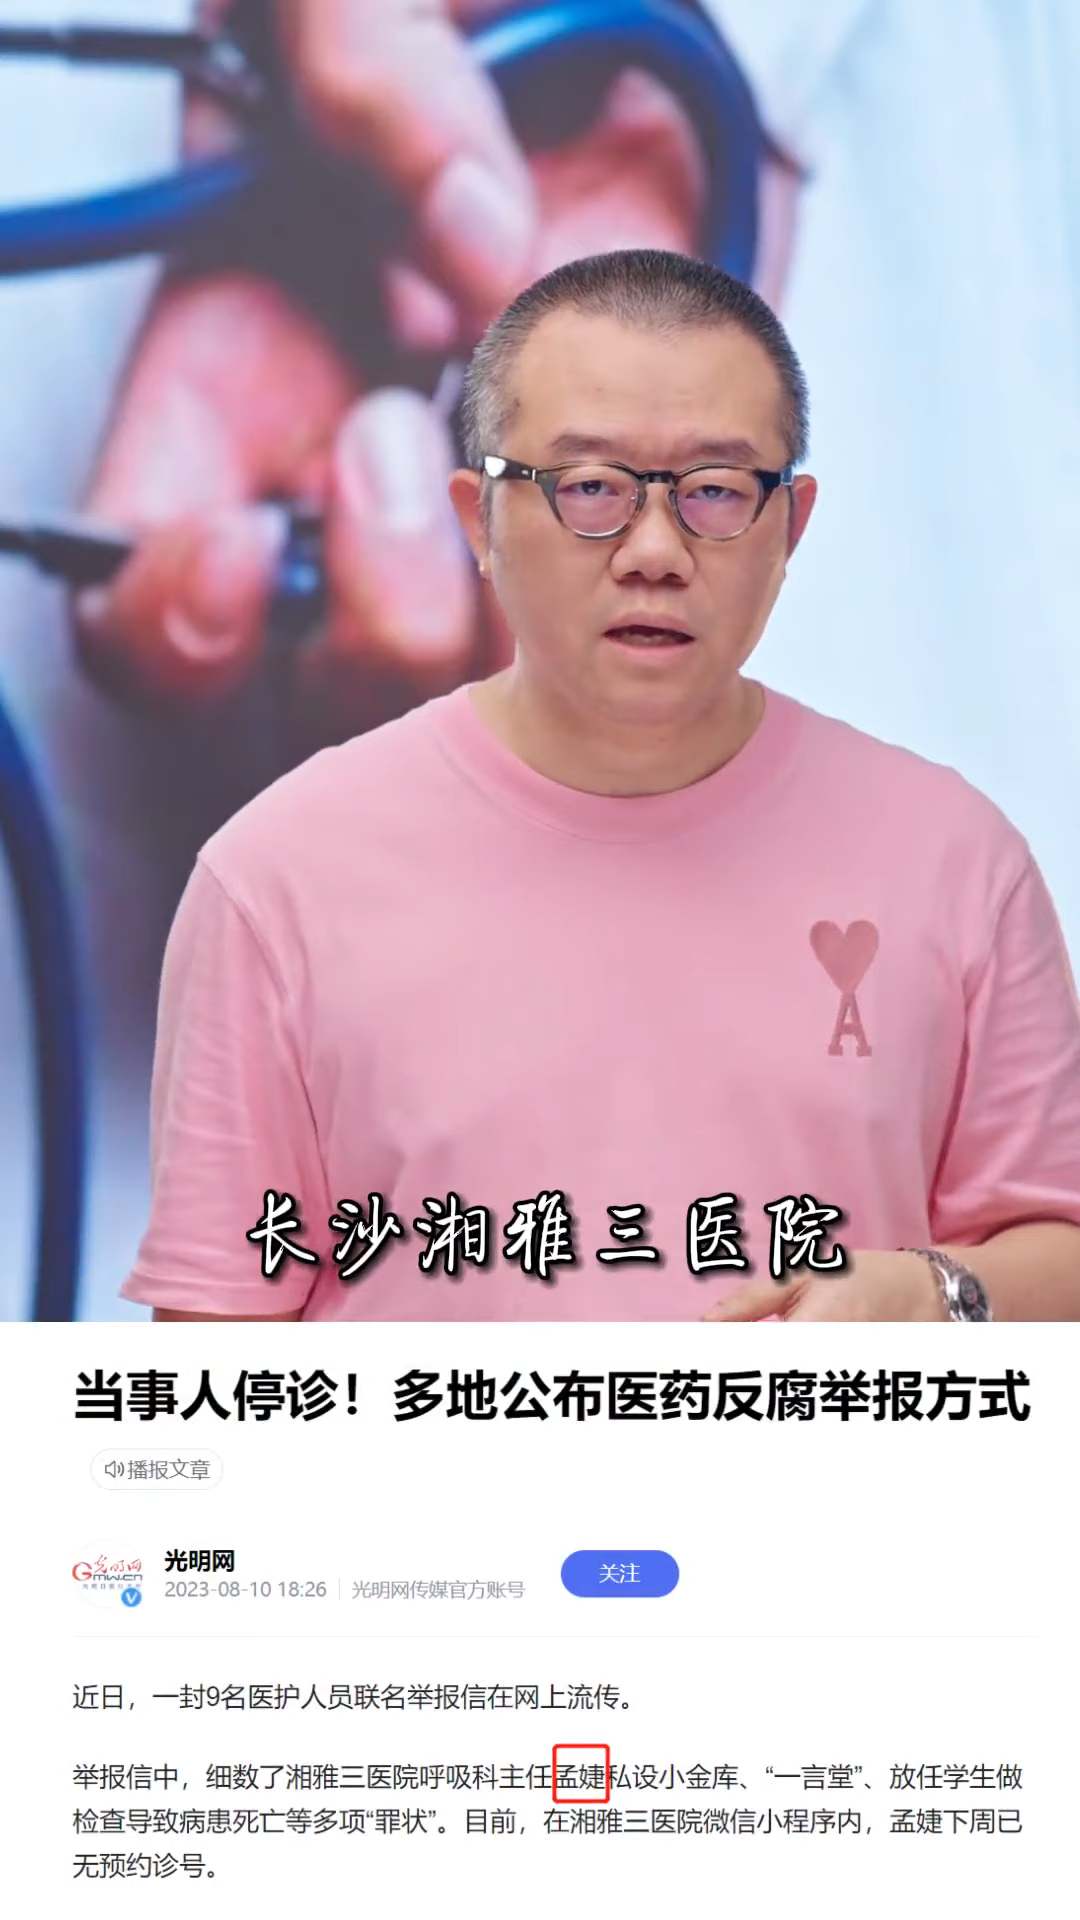 A
长沙湘雅三医院
当事人停诊！多地公布医药反腐举报方式
播报文章
光明网
GMW.CN
光明网
2023-08-10 18:26 光明网传媒官方账号
关注
近日，一封9名医护人员联名举报信在网上流传。
举报信中，细数了湘雅三医院呼吸科主任孟婕私设小金库、“一言堂”、放任学生做
检查导致病患死亡等多项“罪状”。目前，在湘雅三医院微信小程序内，孟婕下周已
无预约诊号。